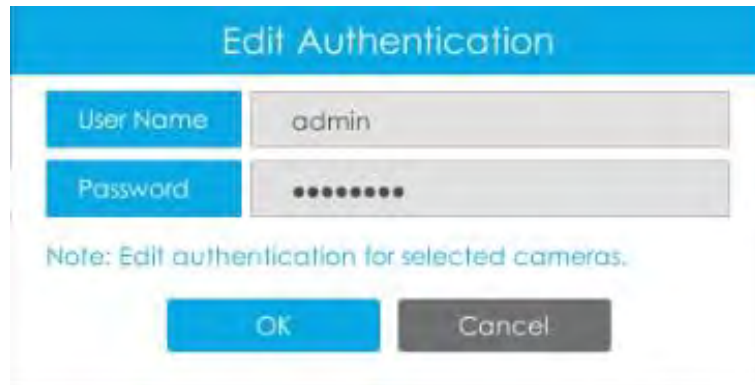 Edit Authentication
User Name admin
Password ••••••••
Note: Edit authentication for selected cameras.
OK Cancel